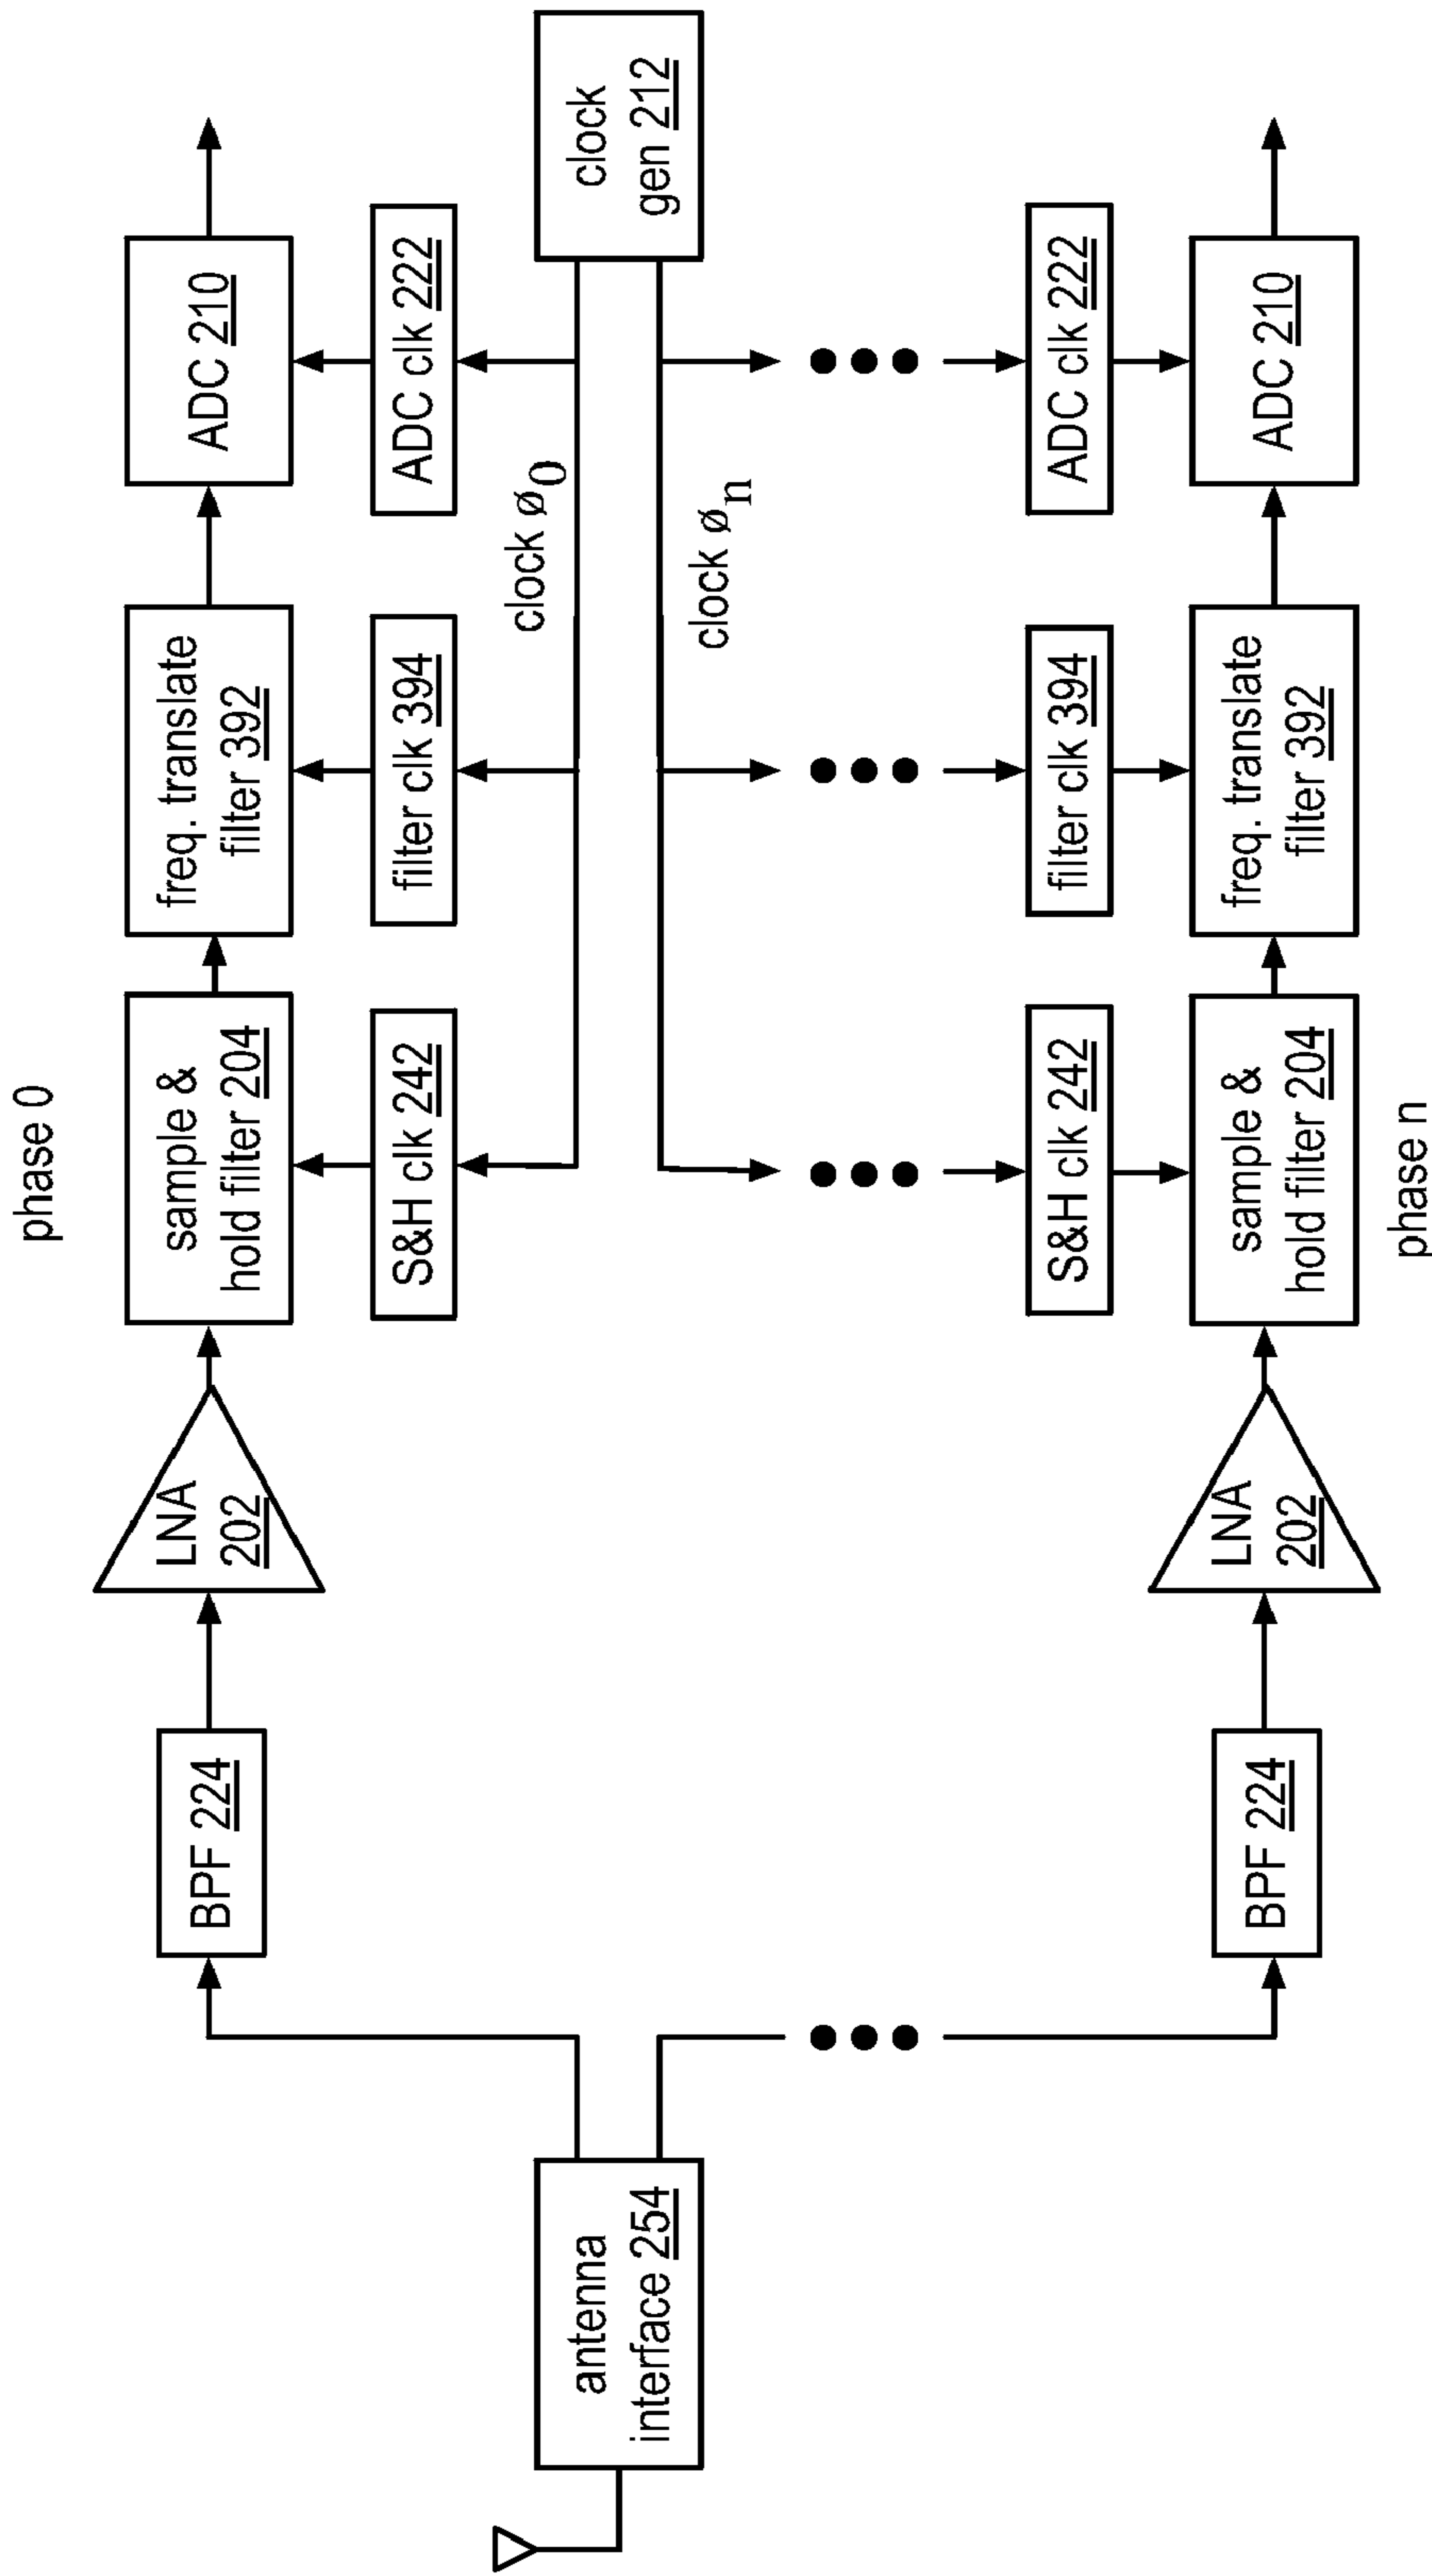 phase 0
BPF 224
LNA
202
sample &
hold filter 204
freq. translate
filter 392
ADC 210
S&H clk 242
filter clk 394
ADC clk 222
clock ø0
antenna
interface 254
clock
gen 212
clock øn
S&H clk 242
filter clk 394
ADC clk 222
BPF 224
LNA
202
sample &
hold filter 204
freq. translate
filter 392
ADC 210
phase n